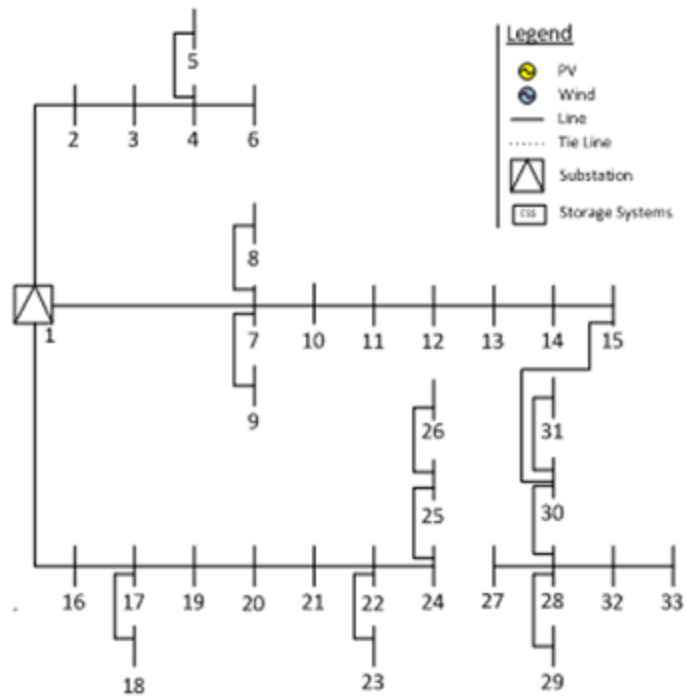 Legend
PV
Wind
Line
Tie Line
Substation
ESS Storage Systems
5
2 3 4 6
8
1
7 10 11 12 13 14 15
9
26 31
25 30
16 17 19 20 21 22 24 27 28 32 33
18 23 29